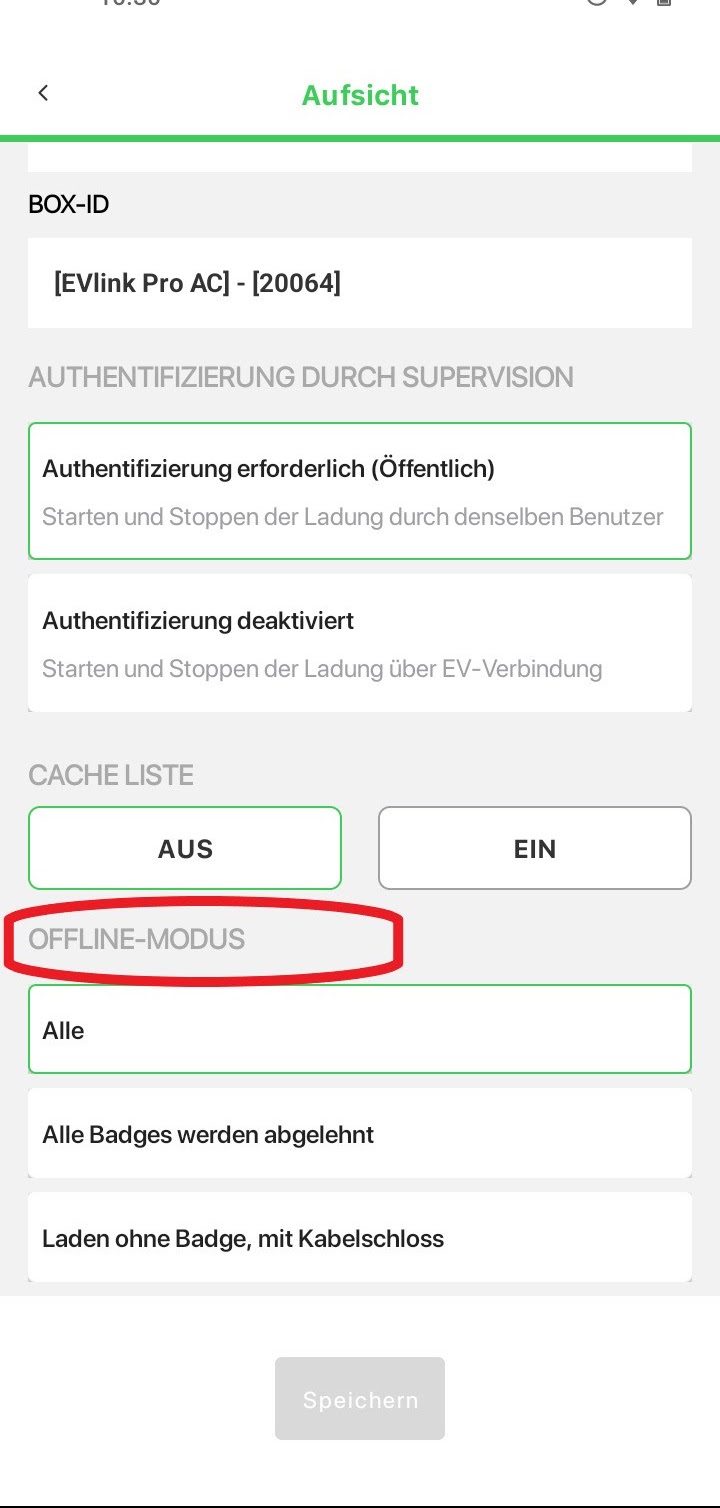 Aufsicht
BOX-ID
[EVlink Pro AC] - [20064]
AUTHENTIFIZIERUNG DURCH SUPERVISION
Authentifizierung erforderlich (Öffentlich)
Starten und Stoppen der Ladung durch denselben Benutzer
Authentifizierung deaktiviert
Starten und Stoppen der Ladung über EV-Verbindung
CACHE LISTE
AUS EIN
OFFLINE-MODUS
Alle
Alle Badges werden abgelehnt
Laden ohne Badge, mit Kabelschloss
Speichern